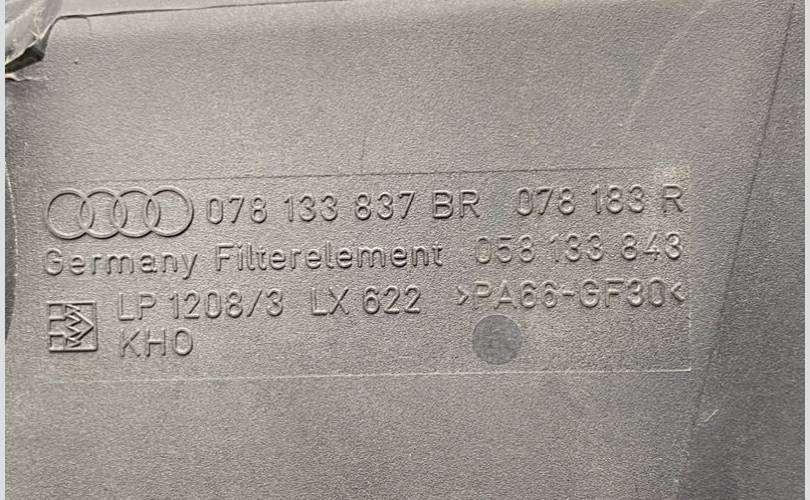 078 133 837 BR 078 183 R
Germany Filterelement 058 133 843
LP 1208/3 LX 622 >PA66-GF30<
KHO